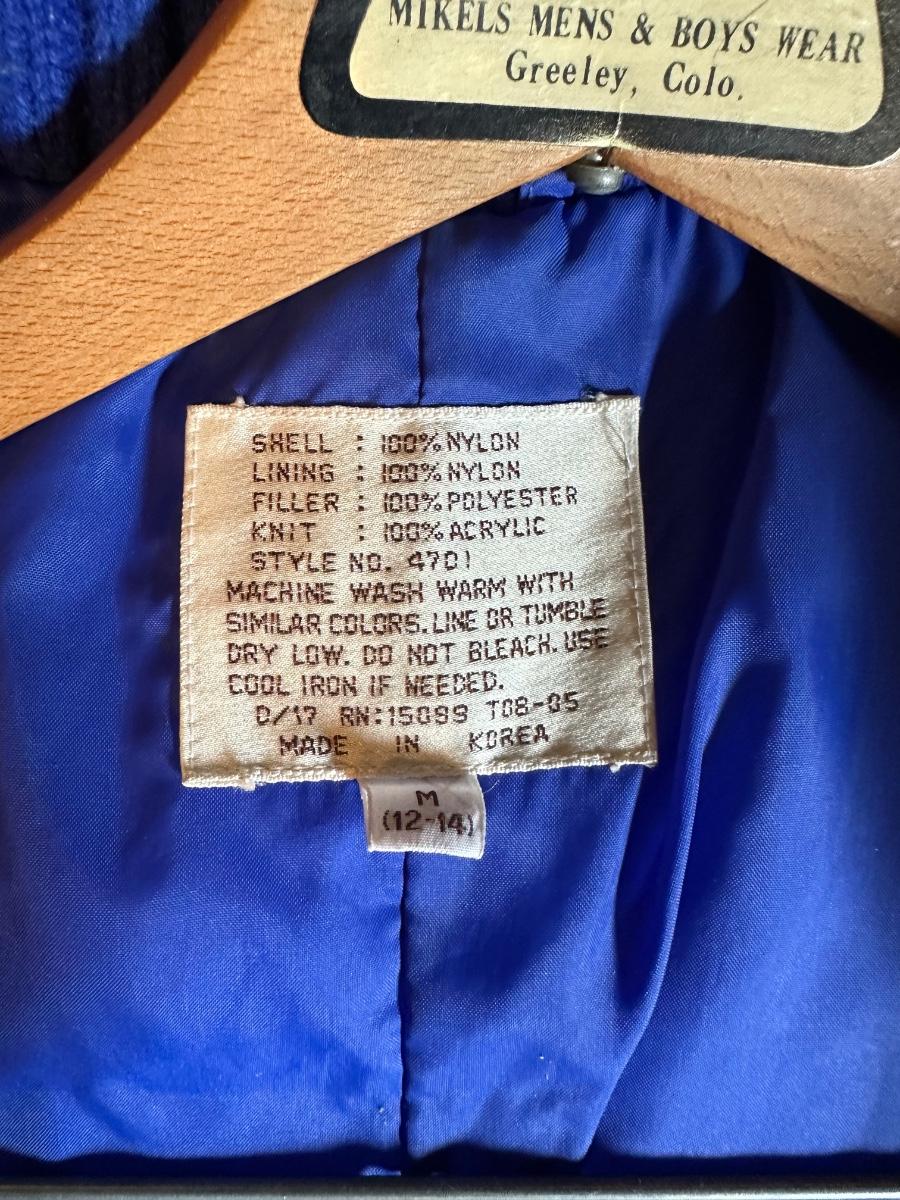 MIKELS MENS & BOYS WEAR
Greeley, Colo.
SHELL : 100% NYLON
LINING : 100% NYLON
FILLER : 100% POLYESTER
KNIT : 100% ACRYLIC
STYLE NO. 4701
MACHINE WASH WARM WITH
SIMILAR COLORS. LINE OR TUMBLE
DRY LOW. DO NOT BLEACH. USE
COOL IRON IF NEEDED.
D/17 RN:15099 T08-05
MADE IN KOREA
M
(12-14)